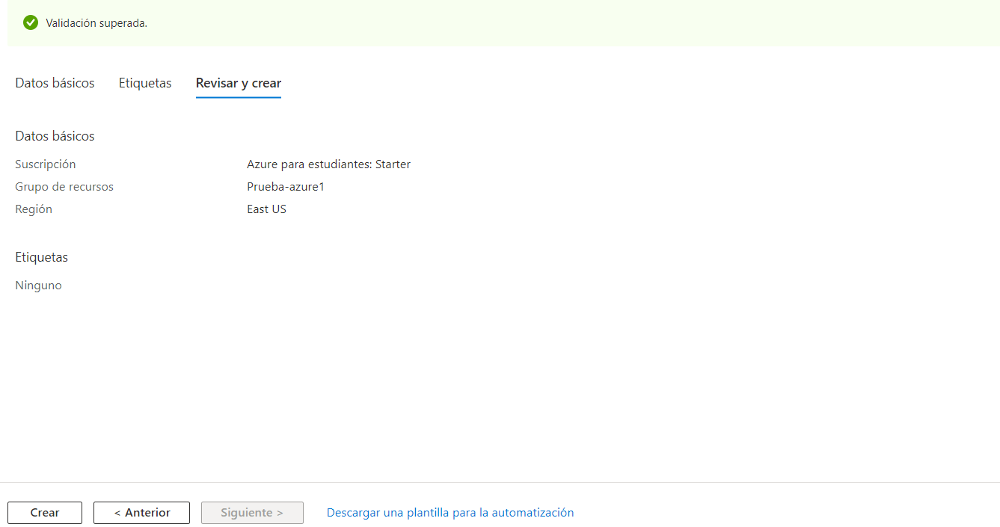 Validación superada.
Datos básicos Etiquetas Revisar y crear
Datos básicos
Suscripción Azure para estudiantes: Starter
Grupo de recursos Prueba-azure1
Región East US
Etiquetas
Ninguno
Crear < Anterior Siguiente > Descargar una plantilla para la automatización